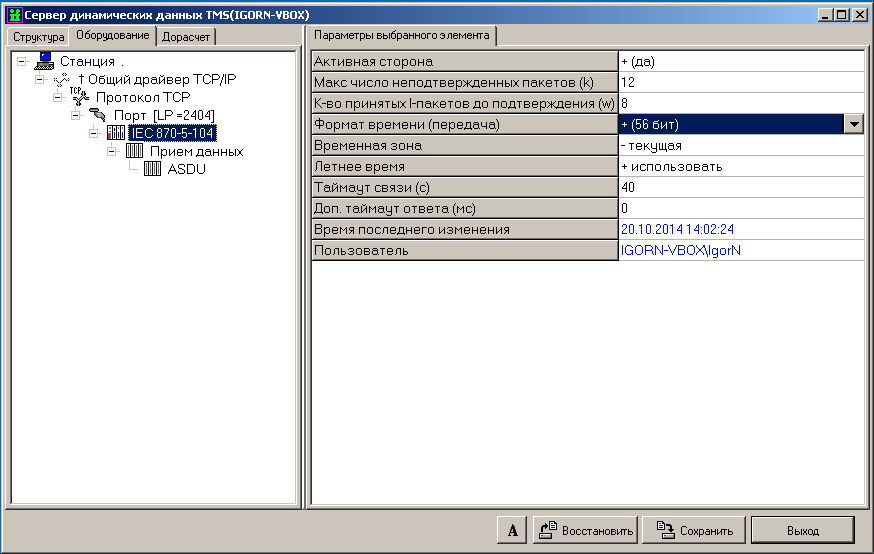 Сервер динамических данных TMS(IGORN-VBOX)
Структура Оборудование Дорасчет
Станция .
† Общий драйвер TCP/IP
TCP Протокол TCP
Порт [LP =2404]
IEC 870-5-104
Прием данных
ASDU
Параметры выбранного элемента
Активная сторона + (да)
Макс число неподтвержденных пакетов (k) 12
К-во принятых I-пакетов до подтверждения (w) 8
Формат времени (передача) + (56 бит)
Временная зона - текущая
Летнее время + использовать
Таймаут связи (с) 40
Доп. таймаут ответа (мс) 0
Время последнего изменения 20.10.2014 14:02:24
Пользователь IGORN-VBOX\IgorN
A Восстановить Сохранить Выход